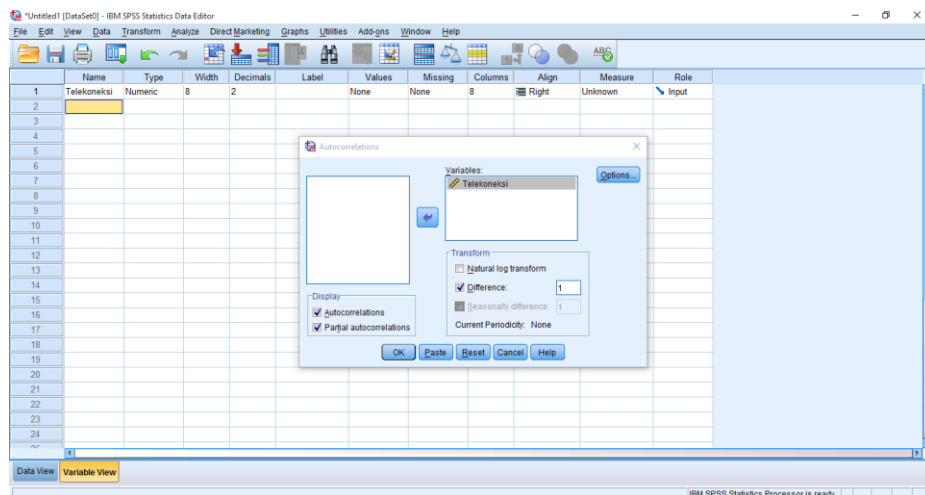 *Untitled1 [DataSet0] - IBM SPSS Statistics Data Editor
File Edit View Data Transform Analyze Direct Marketing Graphs Utilities Add-ons Window Help
Name Type Width Decimals Label Values Missing Columns Align Measure Role
1 Telekoneksi Numeric 8 2 None None 8 Right Unknown Input
2
3
4
5
6
7
8
9
10
11
12
13
14
15
16
17
18
19
20
21
22
23
24
Autocorrelations
Variables:
Telekoneksi
Options...
Transform
Natural log transform
Difference: 1
Seasonally difference: 1
Current Periodicity: None
Display
Autocorrelations
Partial autocorrelations
OK Paste Reset Cancel Help
Data View Variable View
IBM SPSS Statistics Processor is ready